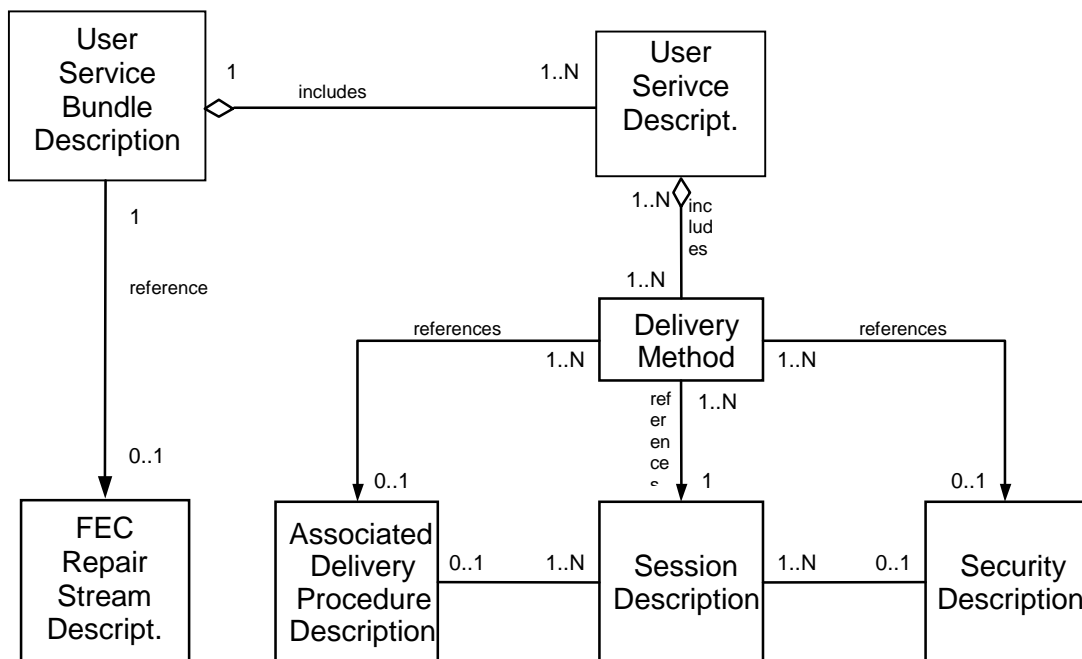 User
Service
Bundle
Description
1
includes
1..N
User
Serivce
Descript.
1..N
inc
lud
es
1
reference
0..1
1..N
Delivery
Method
references
1..N
references
1..N
ref
er
en
ce
s
1..N
0..1
1
0..1
FEC
Repair
Stream
Descript.
Associated
Delivery
Procedure
Description
0..1
1..N
Session
Description
1..N
0..1
Security
Description